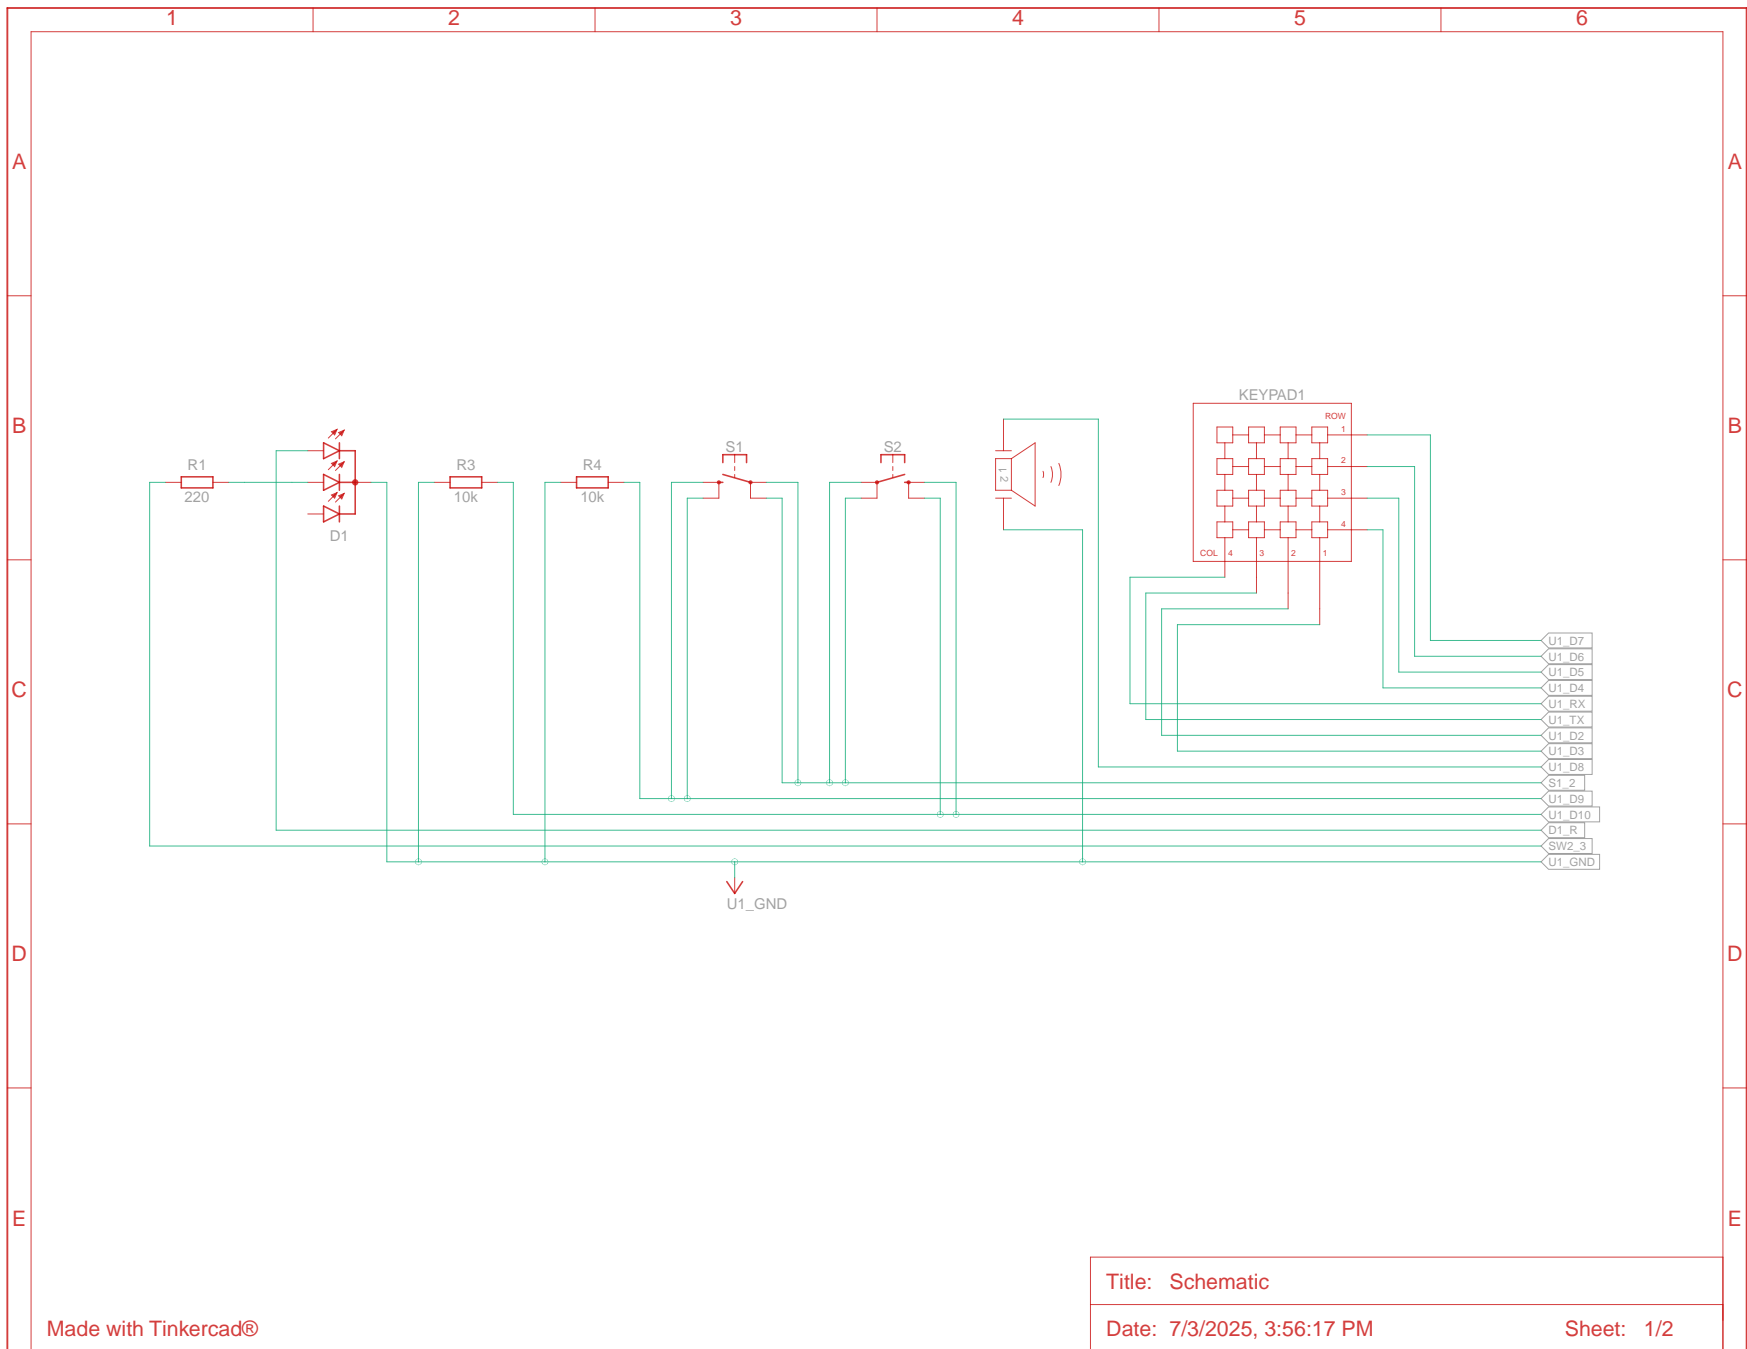 1 2 3 4 5 6
A A
KEYPAD1
ROW
B B
1
S1 S2
2
R1 R3 R4
1 2
220 10k 10k
3
4
D1
COL 4 3 2 1
U1_D7
U1_D6
U1_D5
C C
U1_D4
U1_RX
U1_TX
U1_D2
U1_D3
U1_D8
S1_2
U1_D9
U1_D10
D1_R
SW2_3
U1_GND
U1_GND
D D
E E
Title: Schematic
Made with Tinkercad®
Date: 7/3/2025, 3:56:17 PM Sheet: 1/2